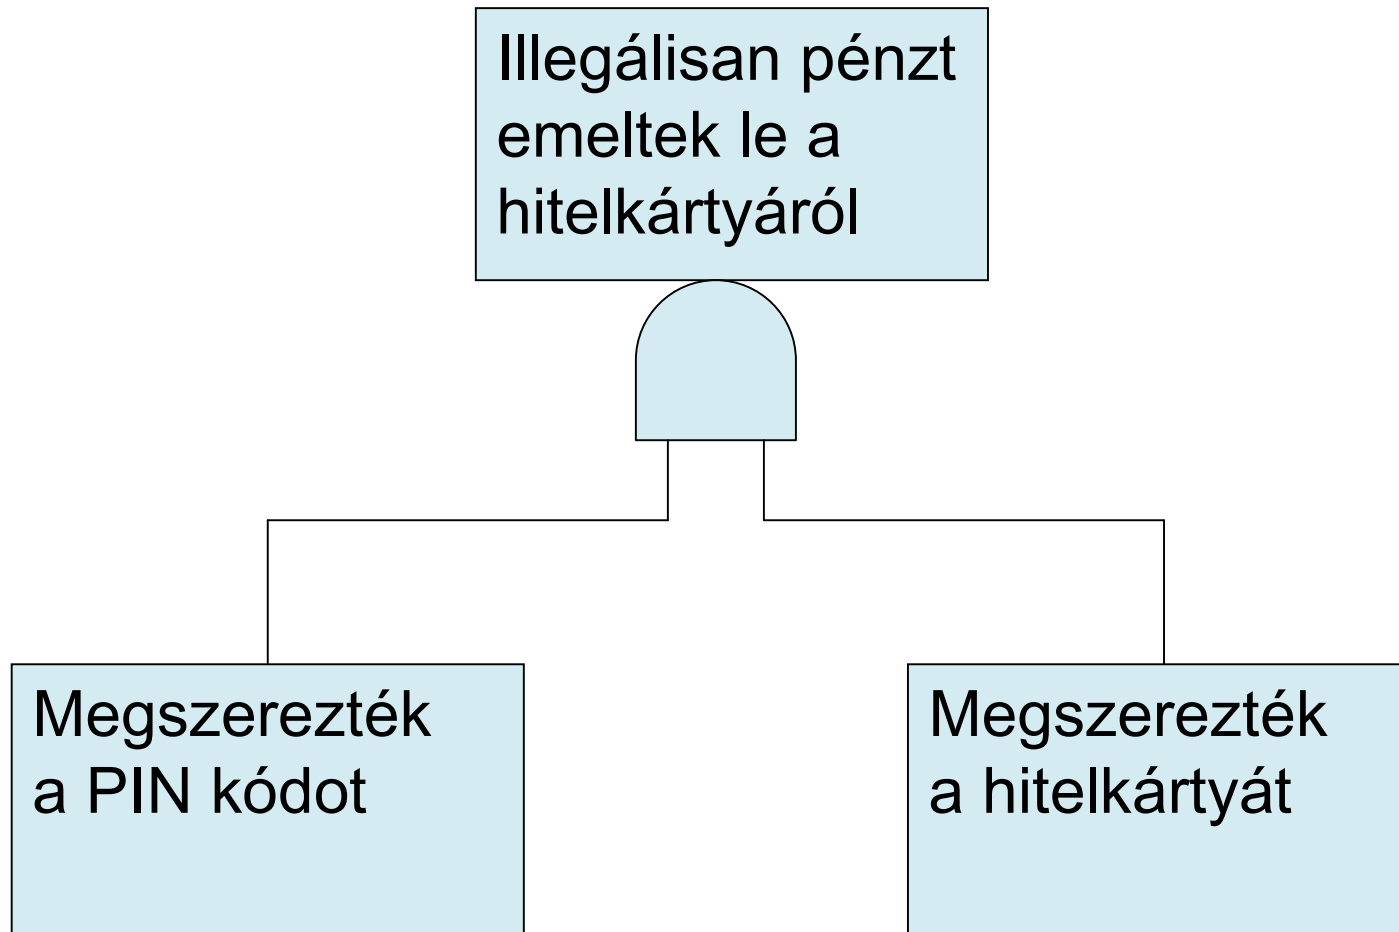 Illegálisan pénzt
emeltek le a
hitelkártyáról
Megszerezték
a PIN kódot
Megszerezték
a hitelkártyát